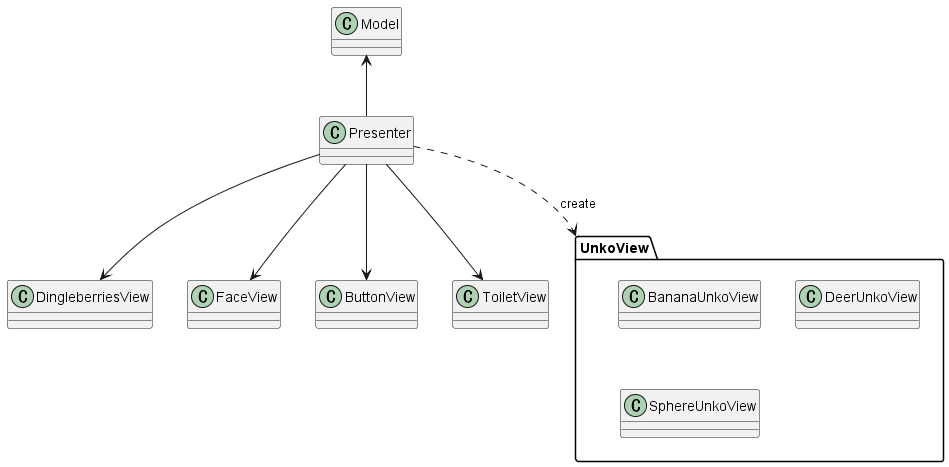 C Model
C Presenter
create
UnkoView
C DingleberriesView
C FaceView
C ButtonView
C ToiletView
C BananaUnkoView
C DeerUnkoView
C SphereUnkoView